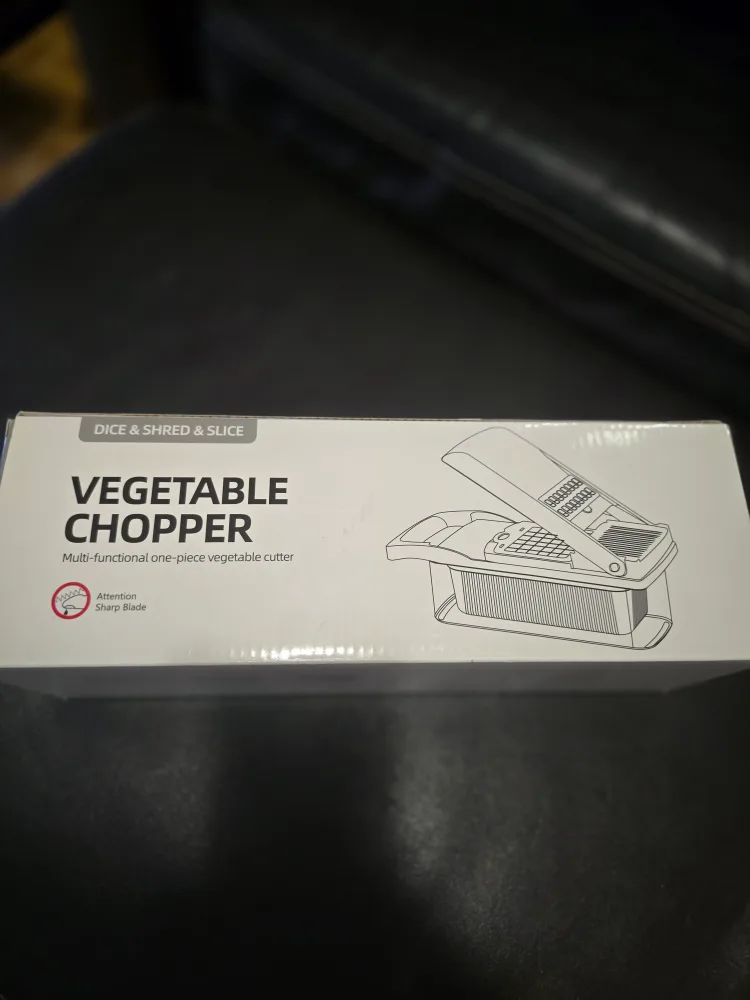 DICE & SHRED & SLICE
VEGETABLE
CHOPPER
Multi-functional one-piece vegetable cutter
Attention
Sharp Blade